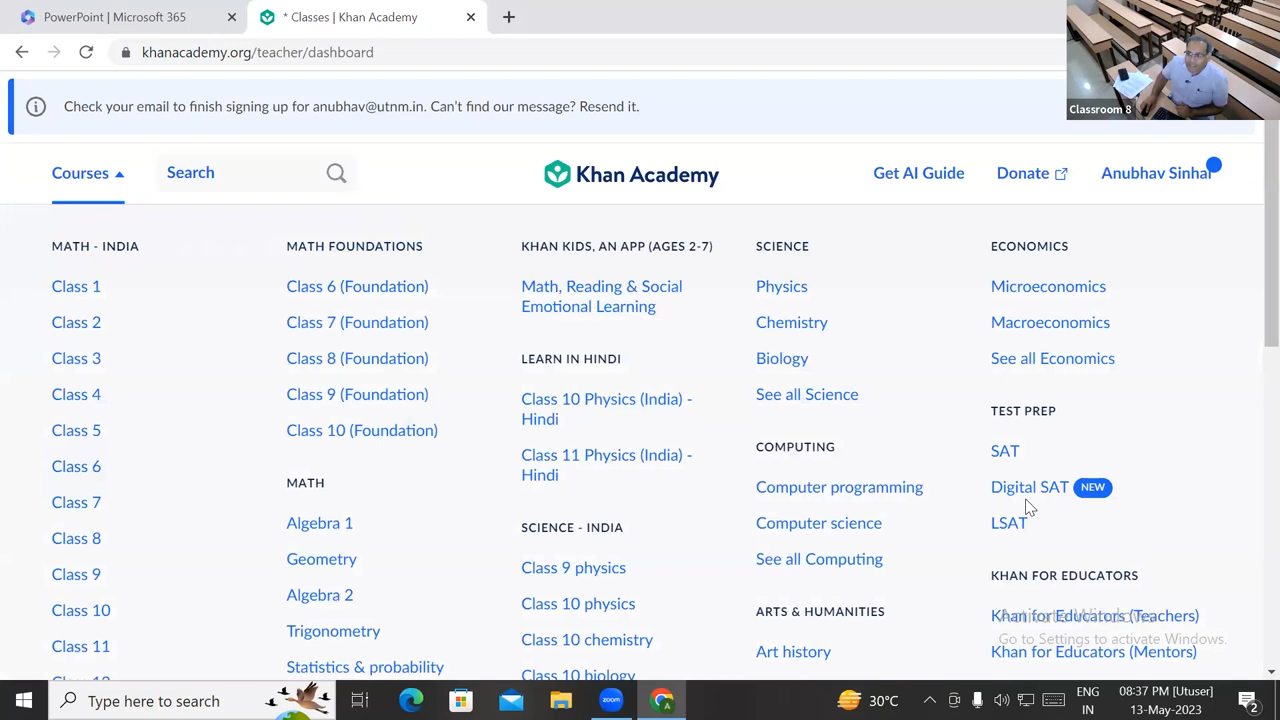 PowerPoint | Microsoft 365
* Classes | Khan Academy
khanacademy.org/teacher/dashboard
Classroom 8
Check your email to finish signing up for anubhav@utnm.in. Can't find our message? Resend it.
Courses
Search
Khan Academy
Get AI Guide
Donate
Anubhav Sinhal
MATH - INDIA
Class 1
Class 2
Class 3
Class 4
Class 5
Class 6
Class 7
Class 8
Class 9
Class 10
Class 11
MATH FOUNDATIONS
Class 6 (Foundation)
Class 7 (Foundation)
Class 8 (Foundation)
Class 9 (Foundation)
Class 10 (Foundation)
MATH
Algebra 1
Geometry
Algebra 2
Trigonometry
Statistics & probability
KHAN KIDS, AN APP (AGES 2-7)
Math, Reading & Social
Emotional Learning
LEARN IN HINDI
Class 10 Physics (India) -
Hindi
Class 11 Physics (India) -
Hindi
SCIENCE - INDIA
Class 9 physics
Class 10 physics
Class 10 chemistry
Class 10 biology
SCIENCE
Physics
Chemistry
Biology
See all Science
COMPUTING
Computer programming
Computer science
See all Computing
ARTS & HUMANITIES
Art history
ECONOMICS
Microeconomics
Macroeconomics
See all Economics
TEST PREP
SAT
Digital SAT NEW
LSAT
KHAN FOR EDUCATORS
Khan for Educators (Teachers)
Khan for Educators (Mentors)
Activate Windows
Go to Settings to activate Windows.
Type here to search
zoom
A
30°C
ENG
IN
08:37 PM [Utuser]
13-May-2023
2